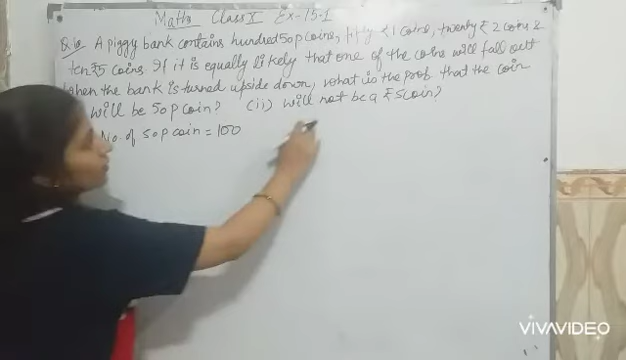 Maths Class X Ex-15.1
A piggy bank contains hundred 50p coins, fifty ₹1 coins, twenty ₹2 coins &
ten ₹5 coins. If it is equally likely that one of the coins will fall out
when the bank is turned upside down, what is the prob that the coin
will be 50p coin? (ii) will not be a ₹5 coin?
No. of 50p coin = 100
VIVAVIDEO